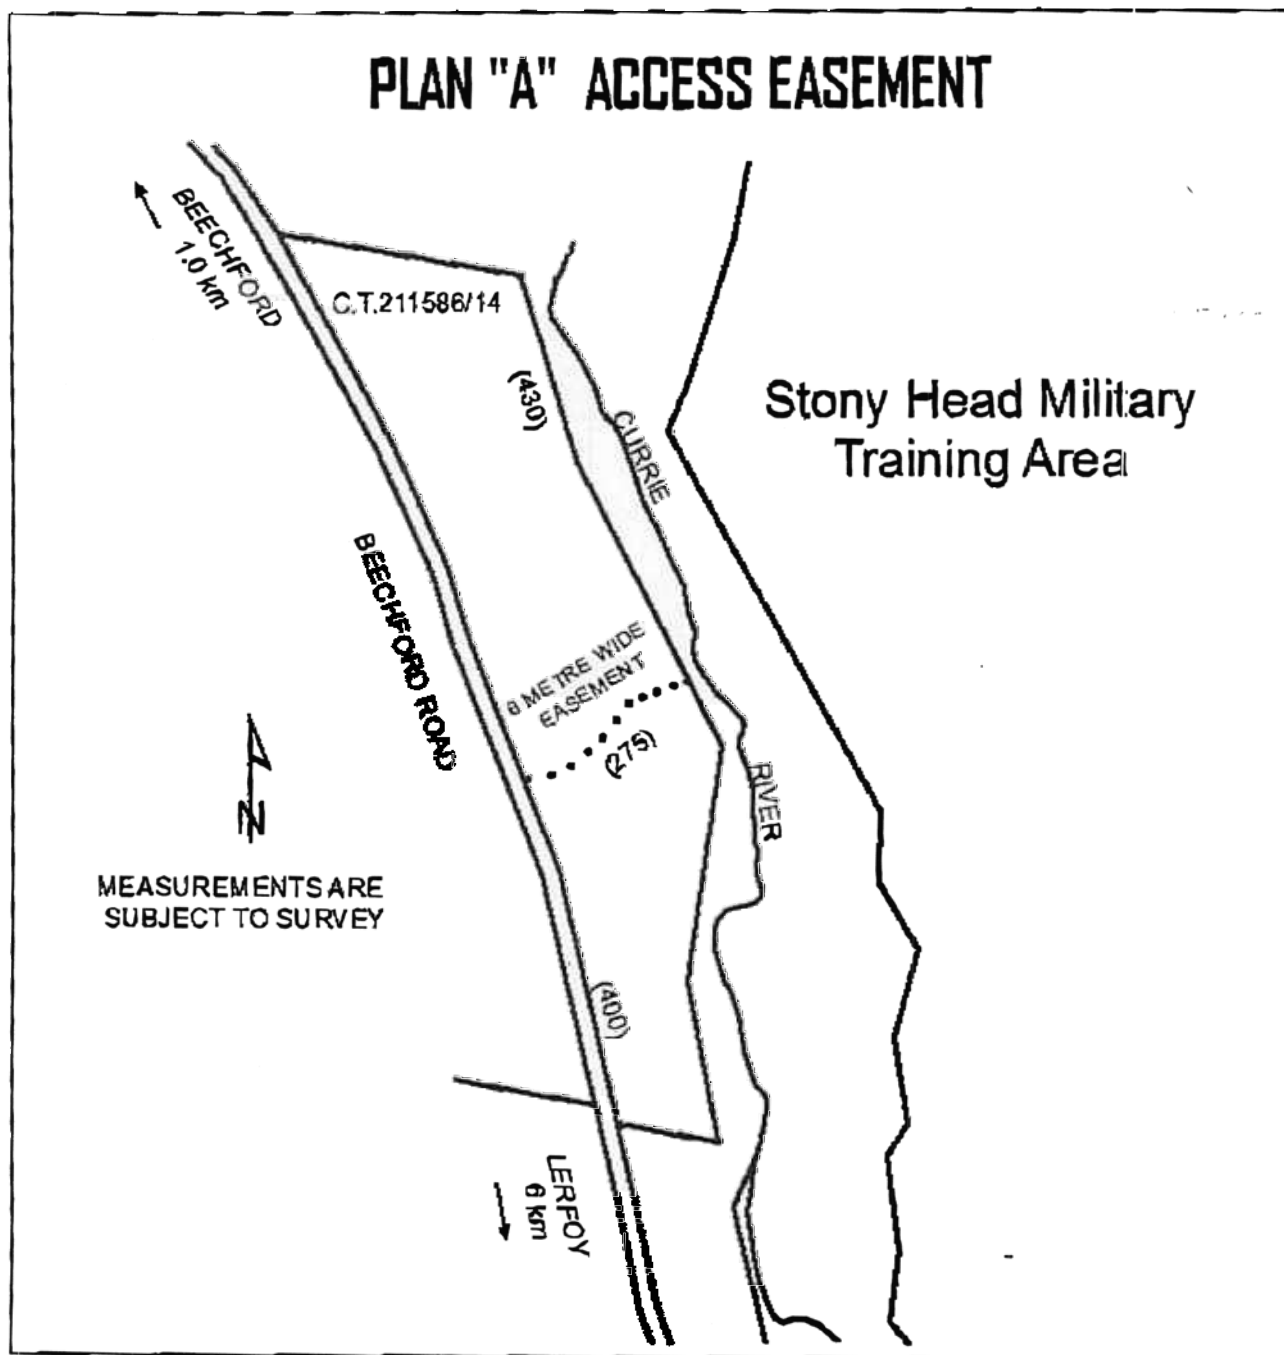 PLAN "A" ACCESS EASEMENT
BEECHFORD
1.0 km
C.T.211586/14
(430)
CURRIE
Stony Head Military
Training Area
BEECHFORD ROAD
6 METRE WIDE
EASEMENT
(275)
RIVER
N
MEASUREMENTS ARE
SUBJECT TO SURVEY
(400)
LERFOY
6 km